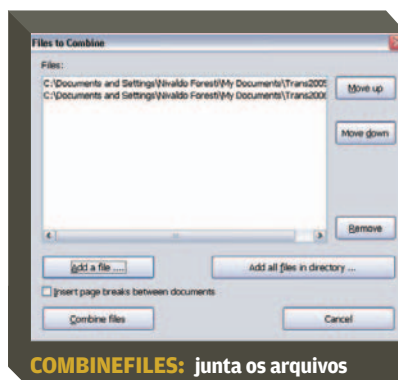 Files to Combine
Files:
C:\Documents and Settings\Nivaldo Foresti\My Documents\Trans2005
C:\Documents and Settings\Nivaldo Foresti\My Documents\Trans2006
Move up
Move down
Remove
Add a file ....
Add all files in directory ...
Insert page breaks between documents
Combine files
Cancel
COMBINEFILES: junta os arquivos